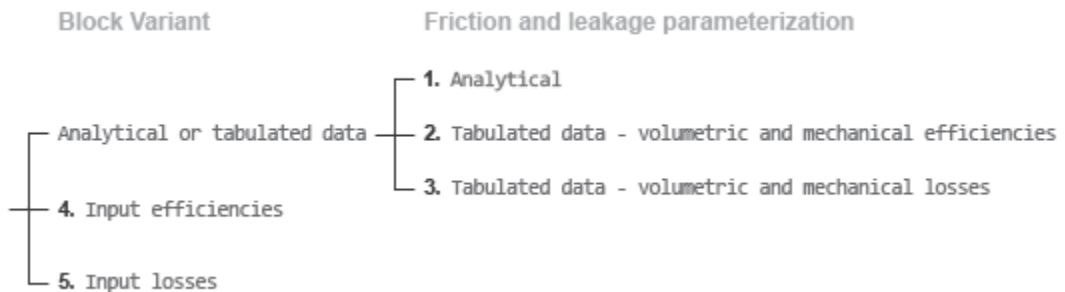 Block Variant
Friction and leakage parameterization
1. Analytical
Analytical or tabulated data
2. Tabulated data - volumetric and mechanical efficiencies
3. Tabulated data - volumetric and mechanical losses
4. Input efficiencies
5. Input losses